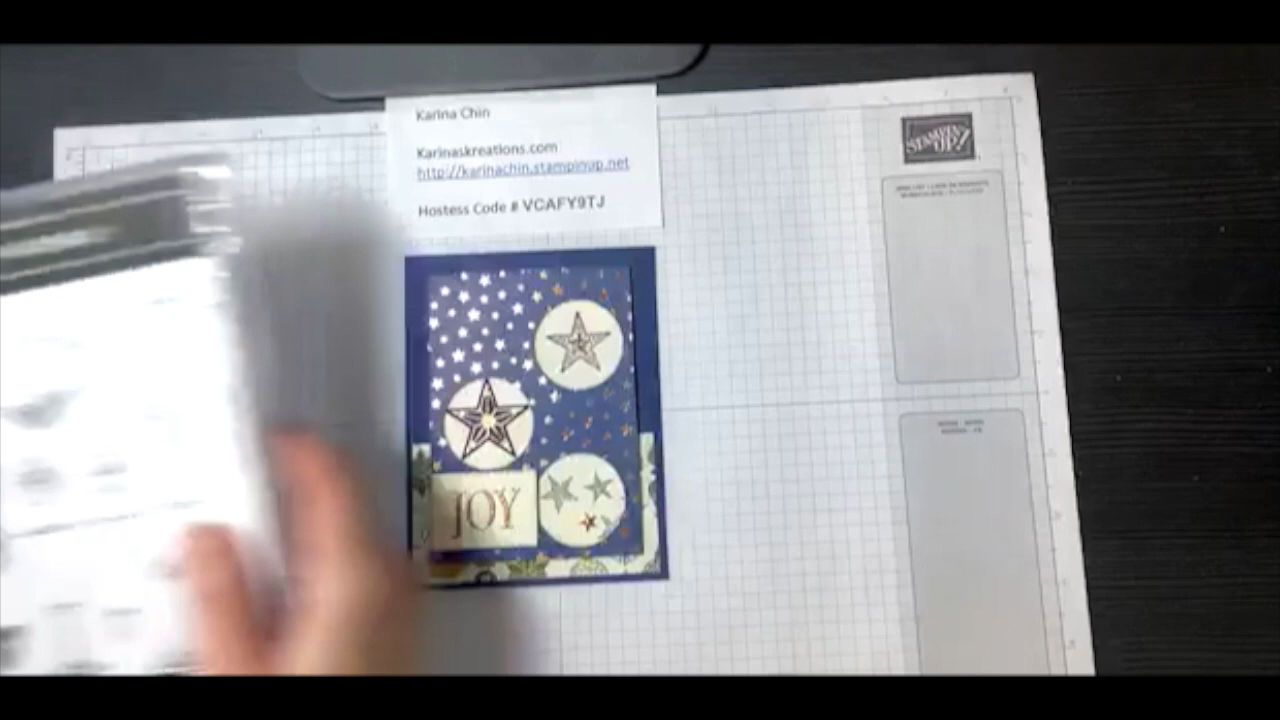 Karina Chin
Karinaskreations.com
http://karinachin.stampinup.net
Hostess Code # VCAFY9TJ
STAMPIN' UP!
JOY